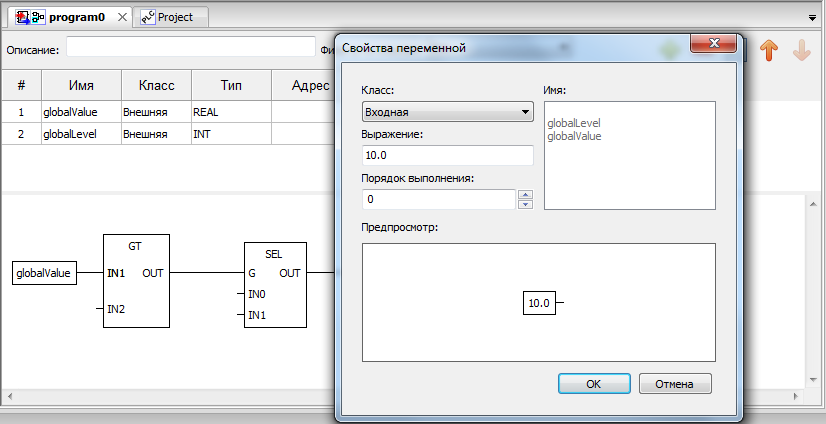 program0
Project
Описание:
Фи
# Имя Класс Тип Адрес
1 globalValue Внешняя REAL
2 globalLevel Внешняя INT
GT
globalValue
IN1 OUT
IN2
SEL
G OUT
IN0
IN1
Свойства переменной
Класс:
Входная
Выражение:
10.0
Порядок выполнения:
0
Имя:
globalLevel
globalValue
Предпросмотр:
10.0
OK
Отмена